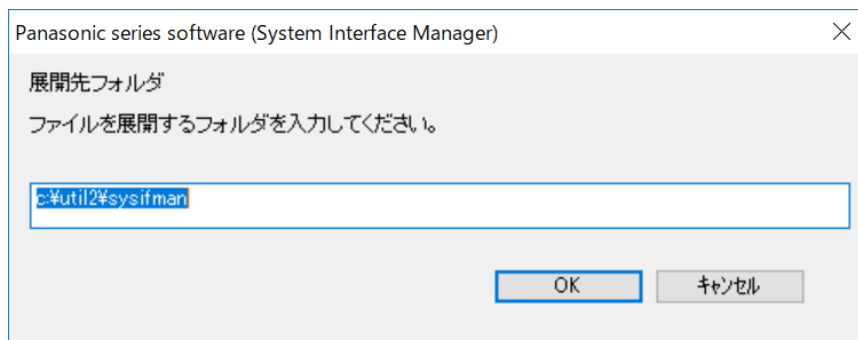 Panasonic series software (System Interface Manager)
展開先フォルダ
ファイルを展開するフォルダを入力してください。
c:¥util2¥sysifman
OK
キャンセル